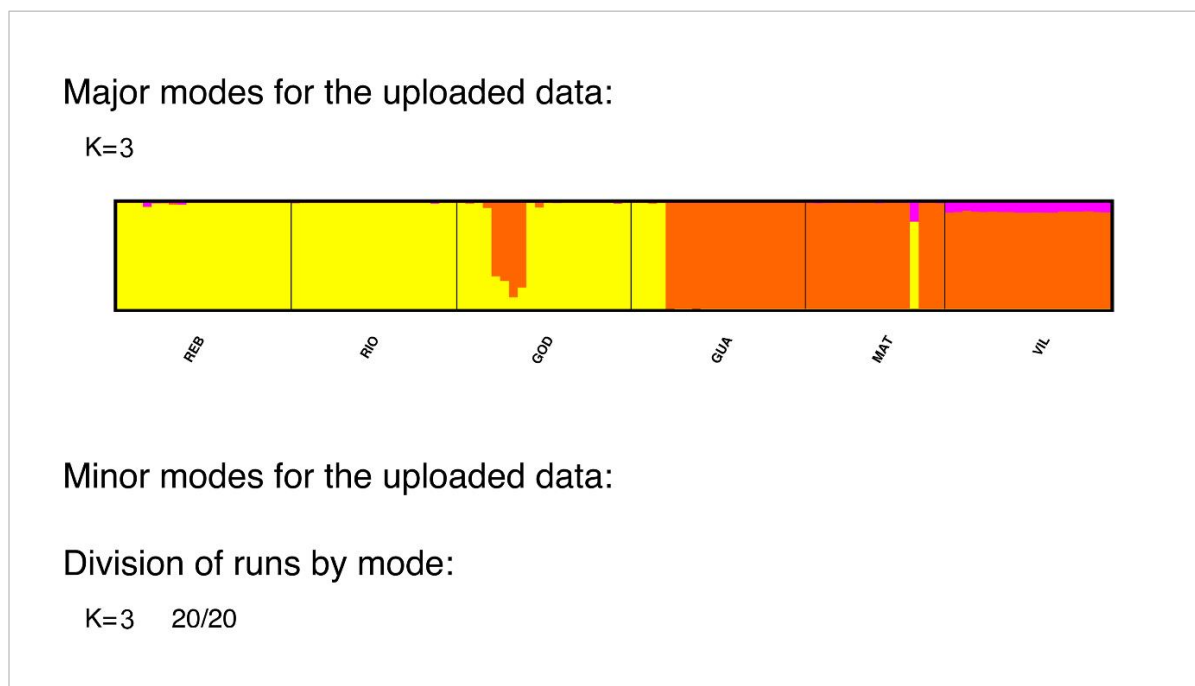 Major modes for the uploaded data:
K=3
REB
RIO
GOD
GUA
MAT
VIL
Minor modes for the uploaded data:
Division of runs by mode:
K=3 20/20